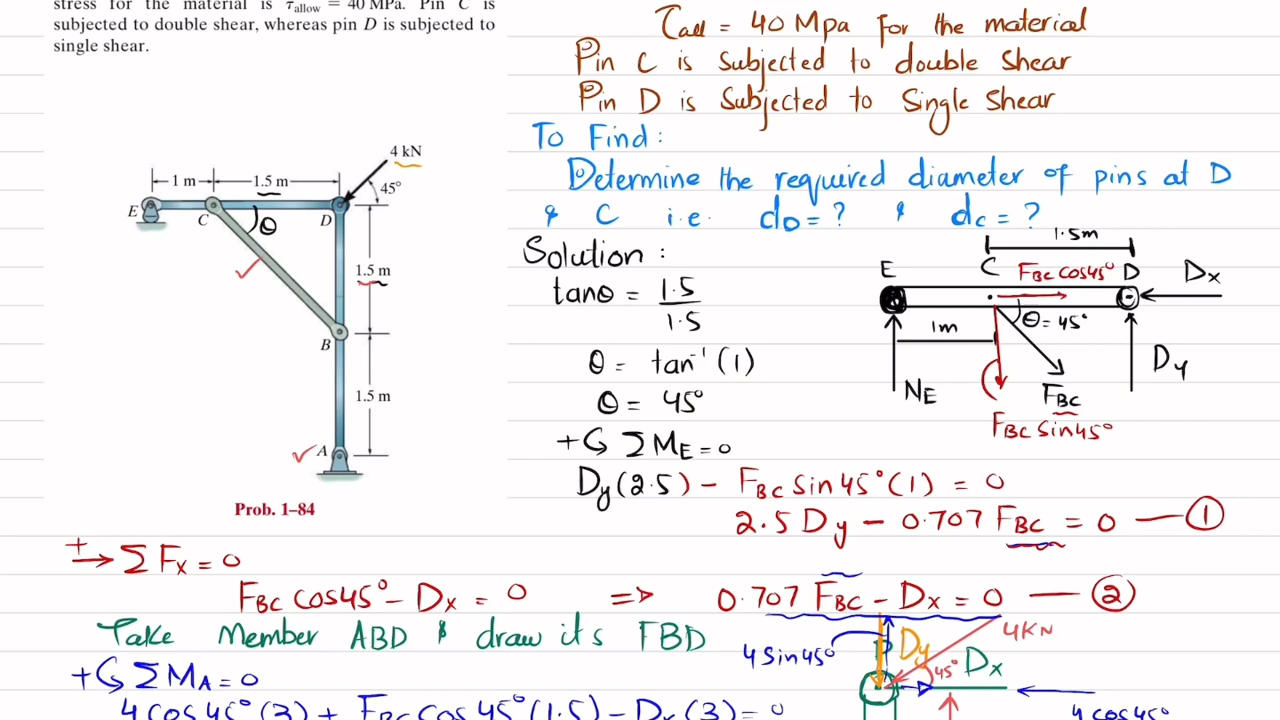 stress for the material is τallow = 40 MPa. Pin C is
subjected to double shear, whereas pin D is subjected to
single shear.
4 kN
1 m
1.5 m
45°
E
C
θ
D
1.5 m
B
1.5 m
A
Prob. 1–84
τall = 40 Mpa for the material
Pin C is subjected to double shear
Pin D is subjected to single shear
To Find:
Determine the required diameter of pins at D
& C i.e. dD = ? & dc = ?
Solution:
tanθ = 1.5
1.5
θ = tan⁻¹(1)
θ = 45°
1.5m
E C FBC cos45° D Dx
1m θ = 45° Dy
NE FBC
FBC sin45°
+↺ ΣME = 0
Dy(2.5) – FBC sin45°(1) = 0
2.5 Dy – 0.707 FBC = 0 — ①
+→ ΣFx = 0
FBC cos45° – Dx = 0 ⇒ 0.707 FBC – Dx = 0 — ②
Take Member ABD & draw its FBD
4KN
4 sin45° Dy 45° Dx
+↺ ΣMA = 0
4 cos45°(3) + FBC cos45°(1.5) – Dx(3) = 0
4 cos45°